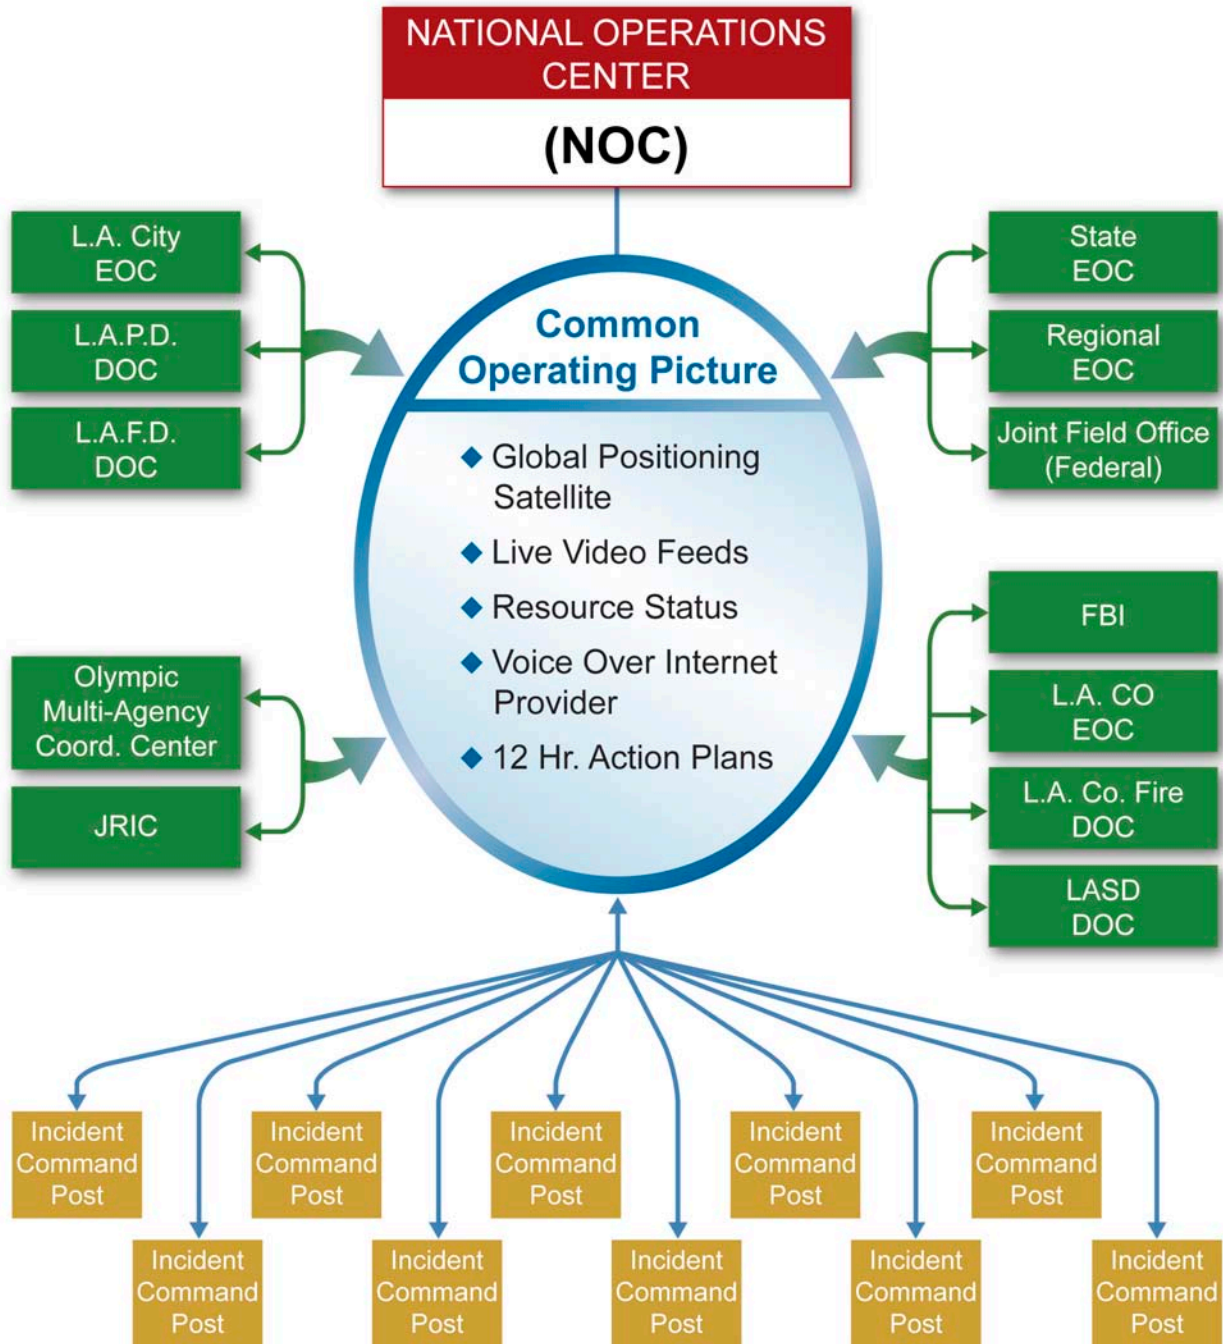 NATIONAL OPERATIONS
CENTER
(NOC)
L.A. City
EOC
L.A.P.D.
DOC
L.A.F.D.
DOC
State
EOC
Regional
EOC
Joint Field Office
(Federal)
Common
Operating Picture
◆ Global Positioning
Satellite
◆ Live Video Feeds
◆ Resource Status
◆ Voice Over Internet
Provider
◆ 12 Hr. Action Plans
Olympic
Multi-Agency
Coord. Center
JRIC
FBI
L.A. CO
EOC
L.A. Co. Fire
DOC
LASD
DOC
Incident
Command
Post
Incident
Command
Post
Incident
Command
Post
Incident
Command
Post
Incident
Command
Post
Incident
Command
Post
Incident
Command
Post
Incident
Command
Post
Incident
Command
Post
Incident
Command
Post